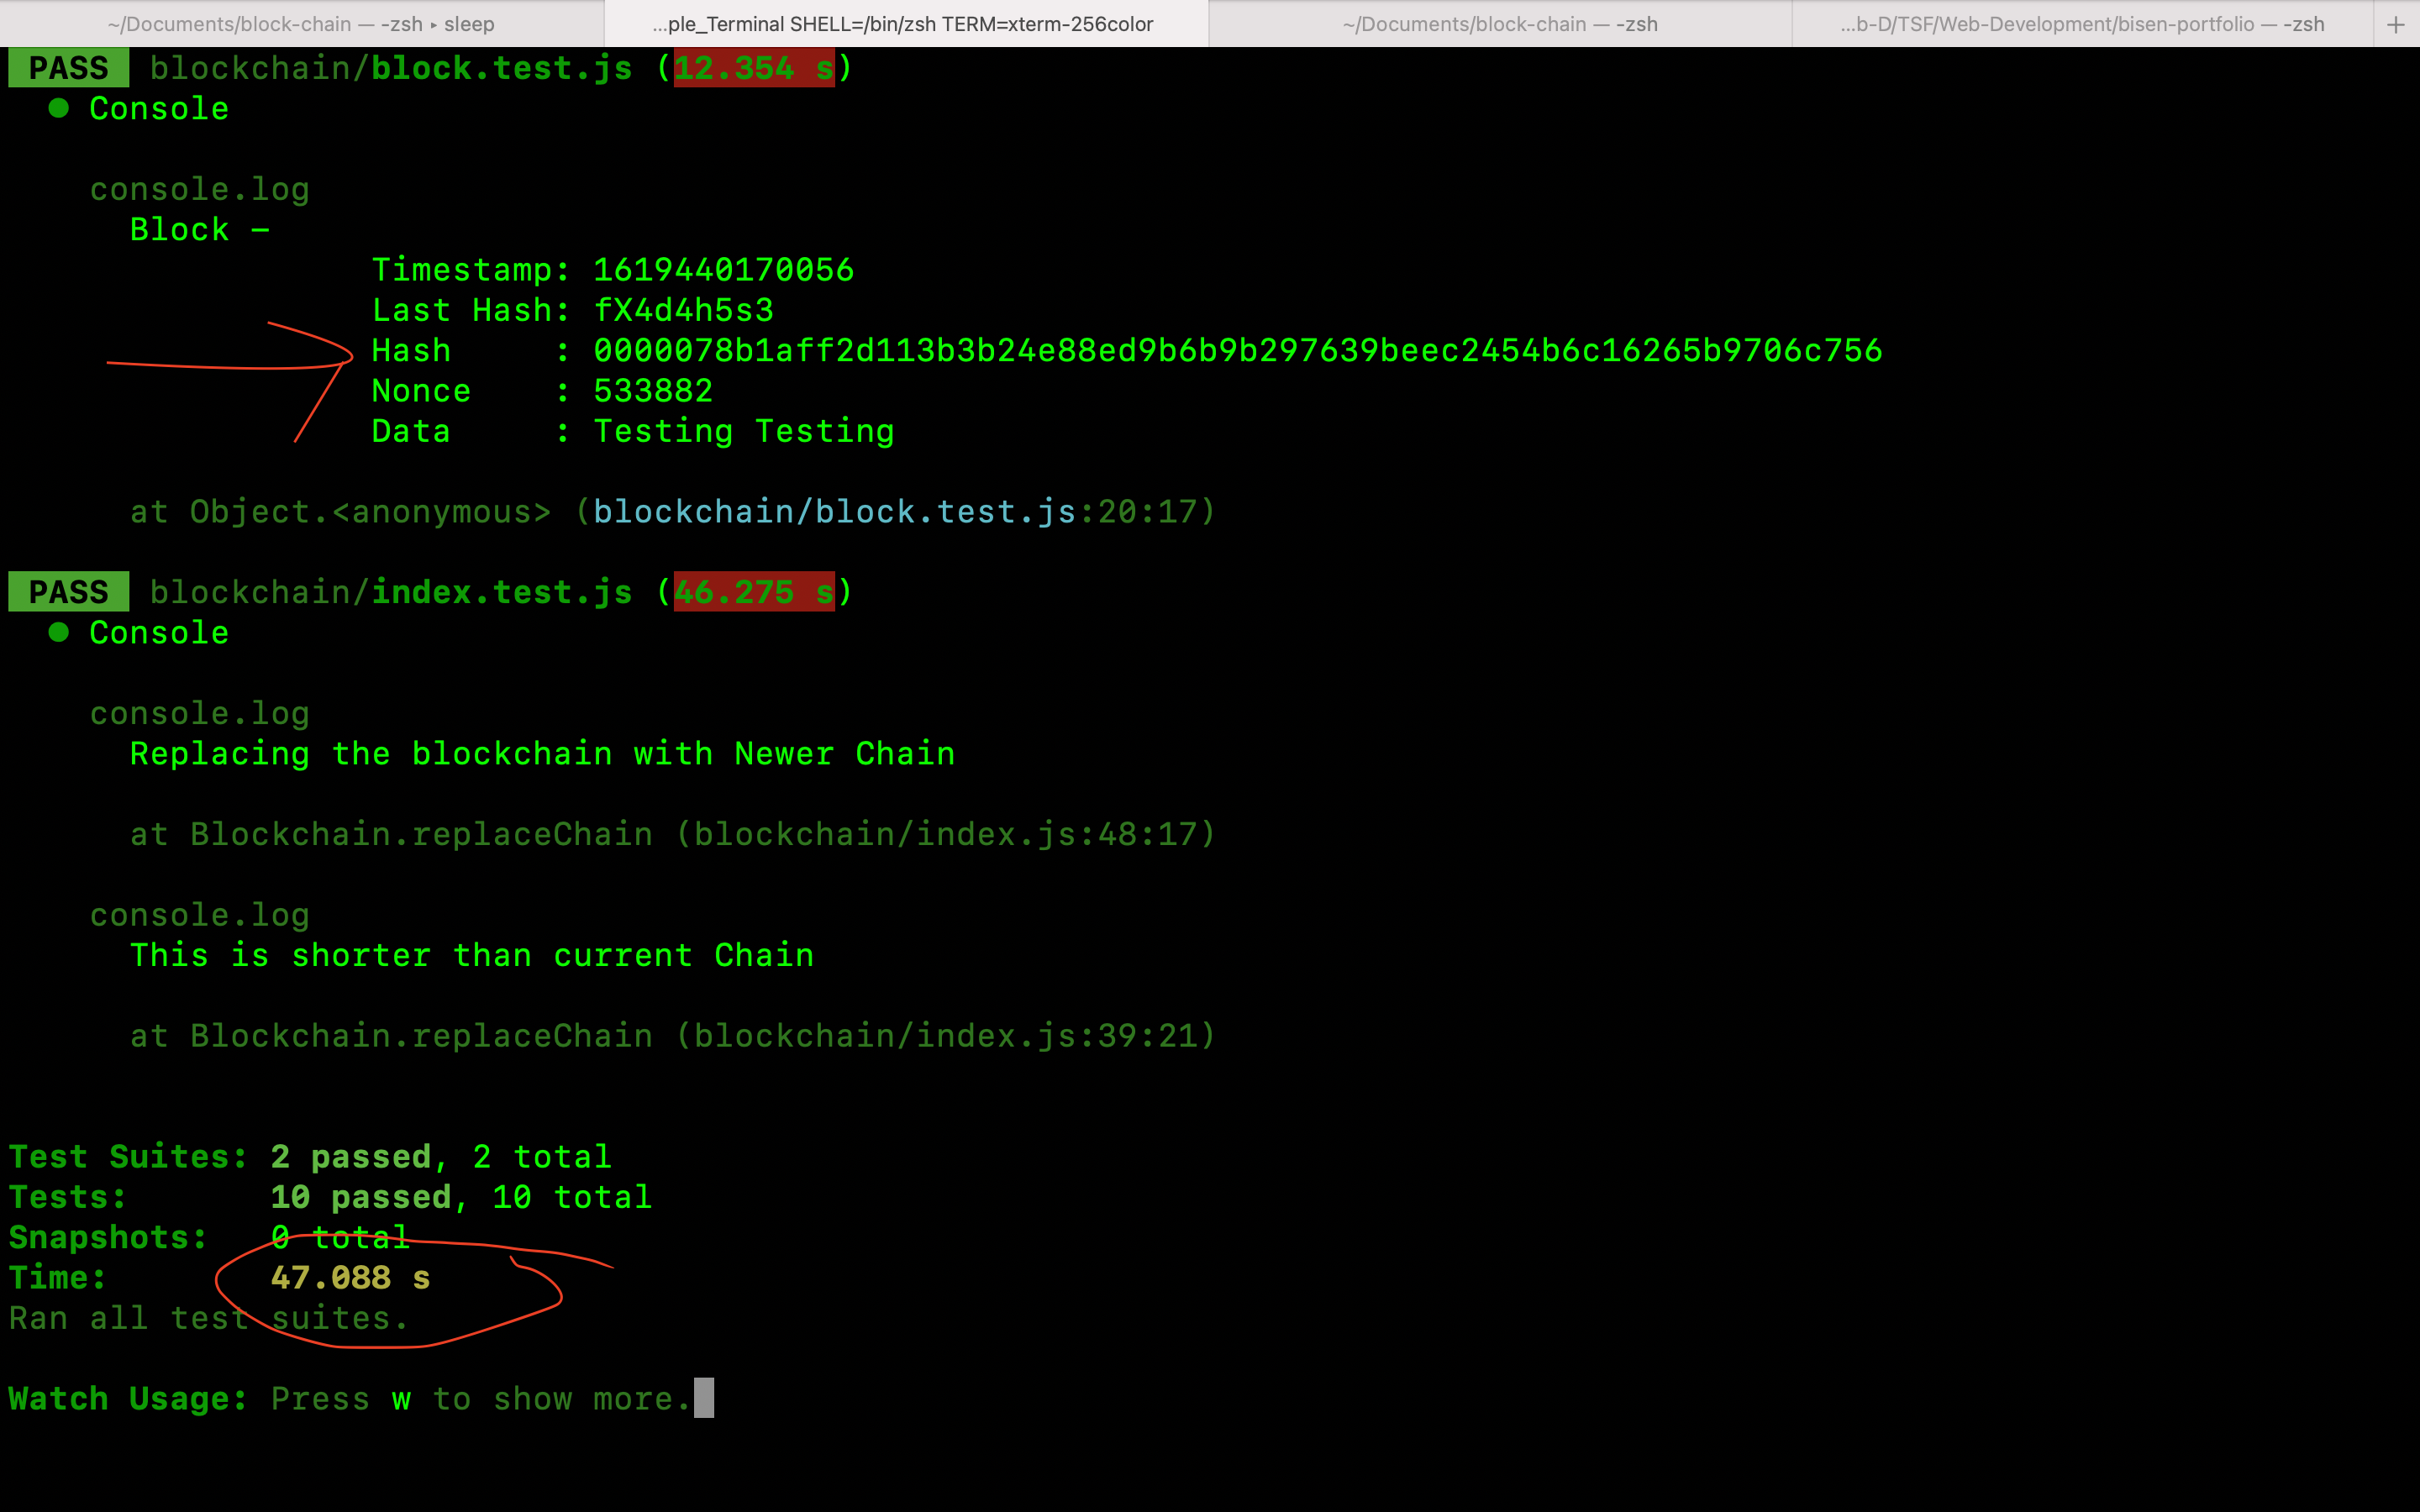 ~/Documents/block-chain — -zsh ▸ sleep
...ple_Terminal SHELL=/bin/zsh TERM=xterm-256color
~/Documents/block-chain — -zsh
...b-D/TSF/Web-Development/bisen-portfolio — -zsh
+
PASS blockchain/block.test.js (12.354 s)
● Console
console.log
Block –
Timestamp: 1619440170056
Last Hash: fX4d4h5s3
Hash : 0000078b1aff2d113b3b24e88ed9b6b9b297639beec2454b6c16265b9706c756
Nonce : 533882
Data : Testing Testing
at Object.<anonymous> (blockchain/block.test.js:20:17)
PASS blockchain/index.test.js (46.275 s)
● Console
console.log
Replacing the blockchain with Newer Chain
at Blockchain.replaceChain (blockchain/index.js:48:17)
console.log
This is shorter than current Chain
at Blockchain.replaceChain (blockchain/index.js:39:21)
Test Suites: 2 passed, 2 total
Tests: 10 passed, 10 total
Snapshots: 0 total
Time: 47.088 s
Ran all test suites.
Watch Usage: Press w to show more.